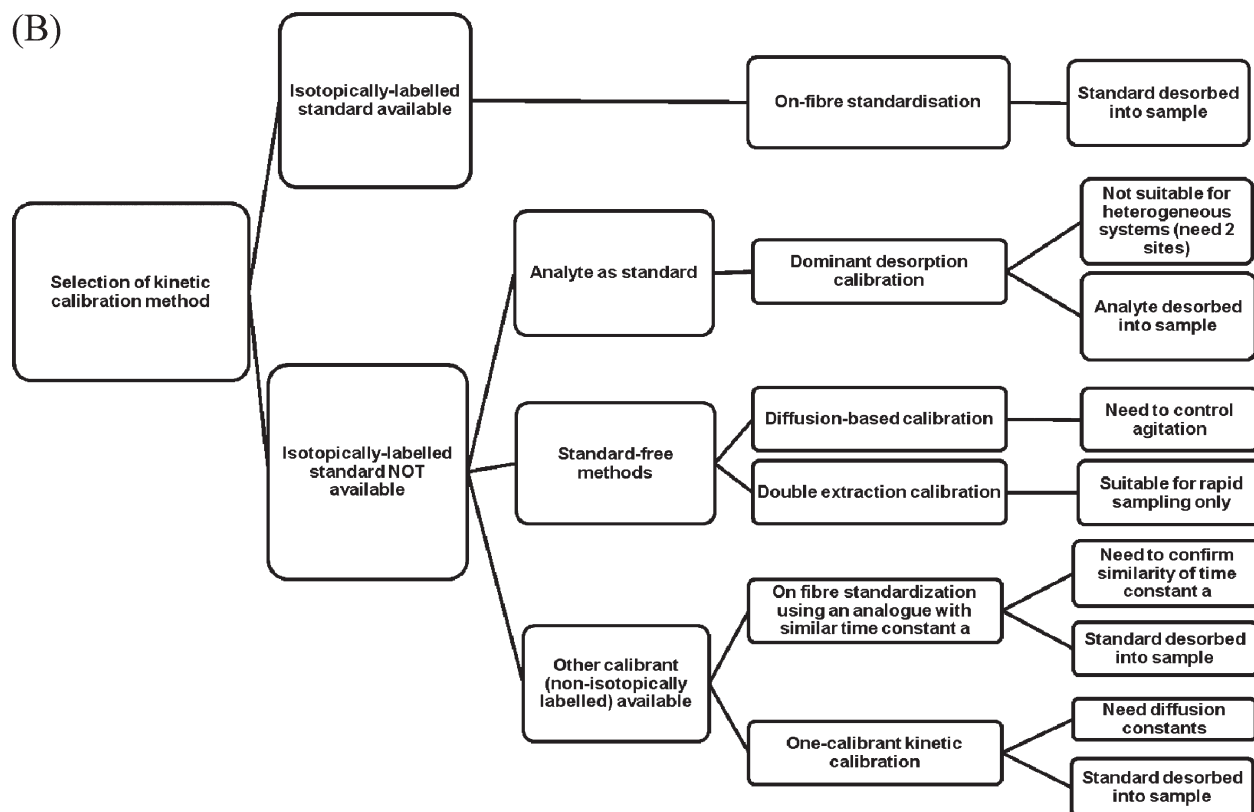 (B)
Isotopically-labelled
standard available
On-fibre standardisation
Standard desorbed
into sample
Selection of kinetic
calibration method
Analyte as standard
Dominant desorption
calibration
Not suitable for
heterogeneous
systems (need 2
sites)
Analyte desorbed
into sample
Isotopically-labelled
standard NOT
available
Standard-free
methods
Diffusion-based calibration
Need to control
agitation
Double extraction calibration
Suitable for rapid
sampling only
Other calibrant
(non-isotopically
labelled) available
On fibre standardization
using an analogue with
similar time constant a
Need to confirm
similarity of time
constant a
Standard desorbed
into sample
One-calibrant kinetic
calibration
Need diffusion
constants
Standard desorbed
into sample